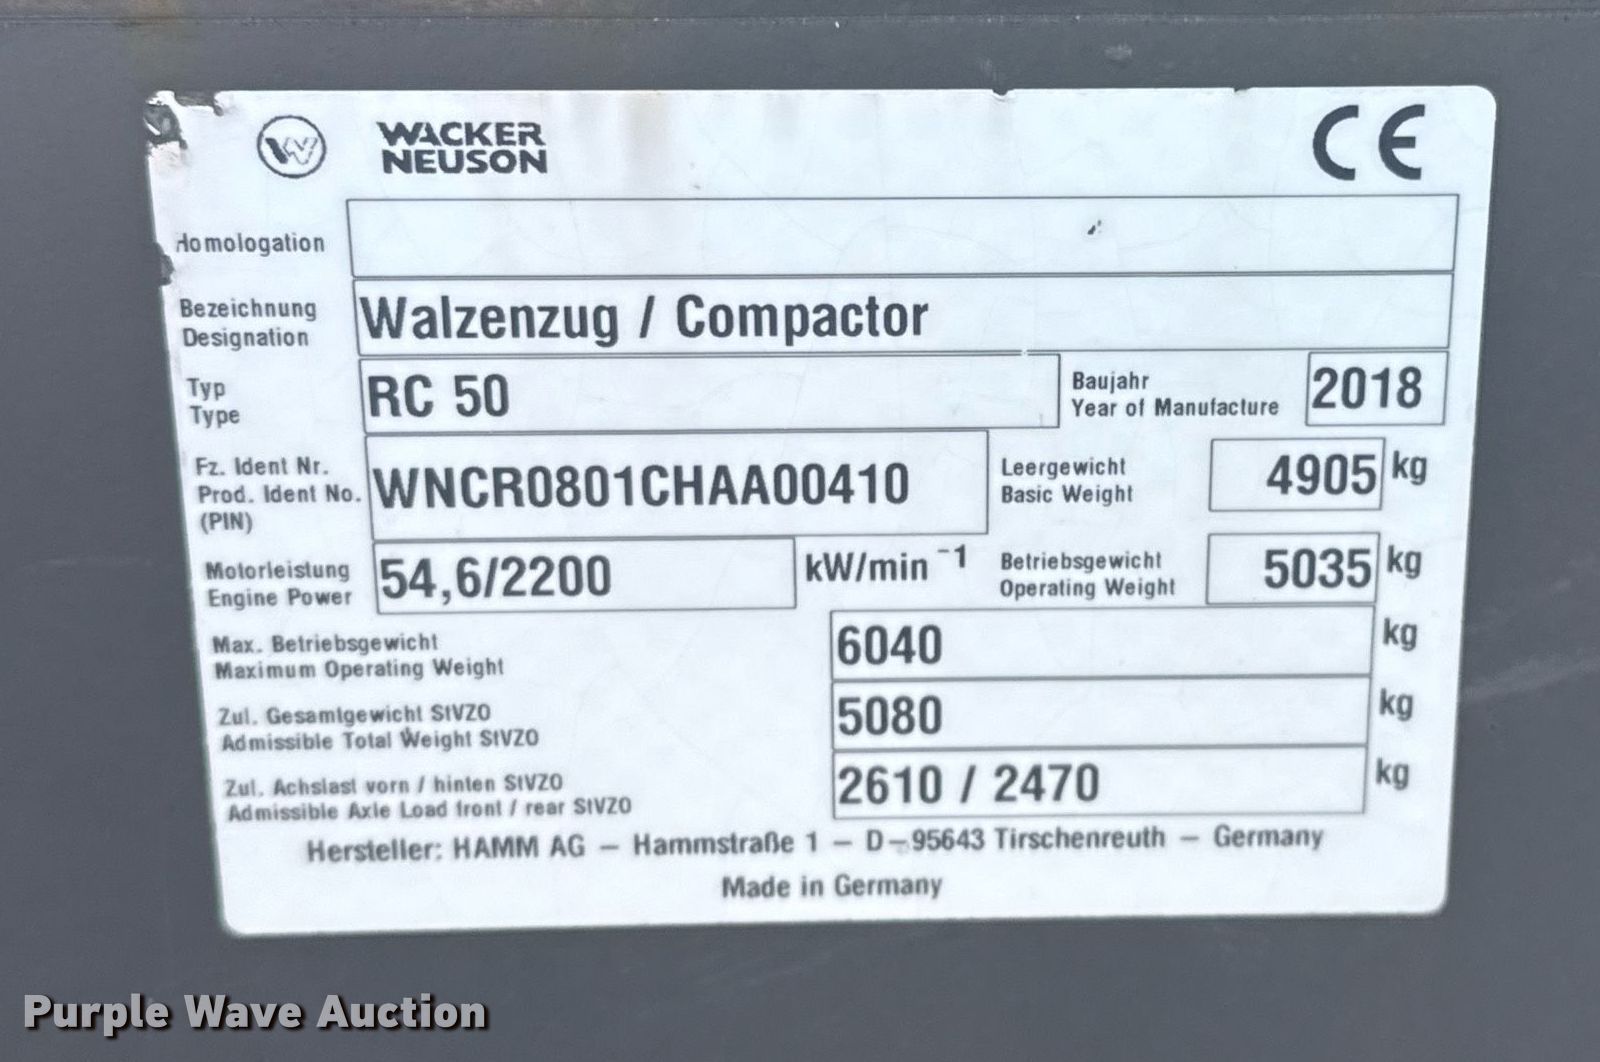 WACKER
NEUSON
CE
Homologation
Bezeichnung
Designation
Walzenzug / Compactor
Typ
Type
RC 50
Baujahr
Year of Manufacture
2018
Fz. Ident Nr.
Prod. Ident No.
(PIN)
WNCR0801CHAA00410
Leergewicht
Basic Weight
4905 kg
Motorleistung
Engine Power
54,6/2200 kW/min⁻¹
Betriebsgewicht
Operating Weight
5035 kg
Max. Betriebsgewicht
Maximum Operating Weight
6040 kg
Zul. Gesamtgewicht StVZO
Admissible Total Weight StVZO
5080 kg
Zul. Achslast vorn / hinten StVZO
Admissible Axle Load front / rear StVZO
2610 / 2470 kg
Hersteller: HAMM AG – Hammstraße 1 – D–95643 Tirschenreuth – Germany
Made in Germany
Purple Wave Auction